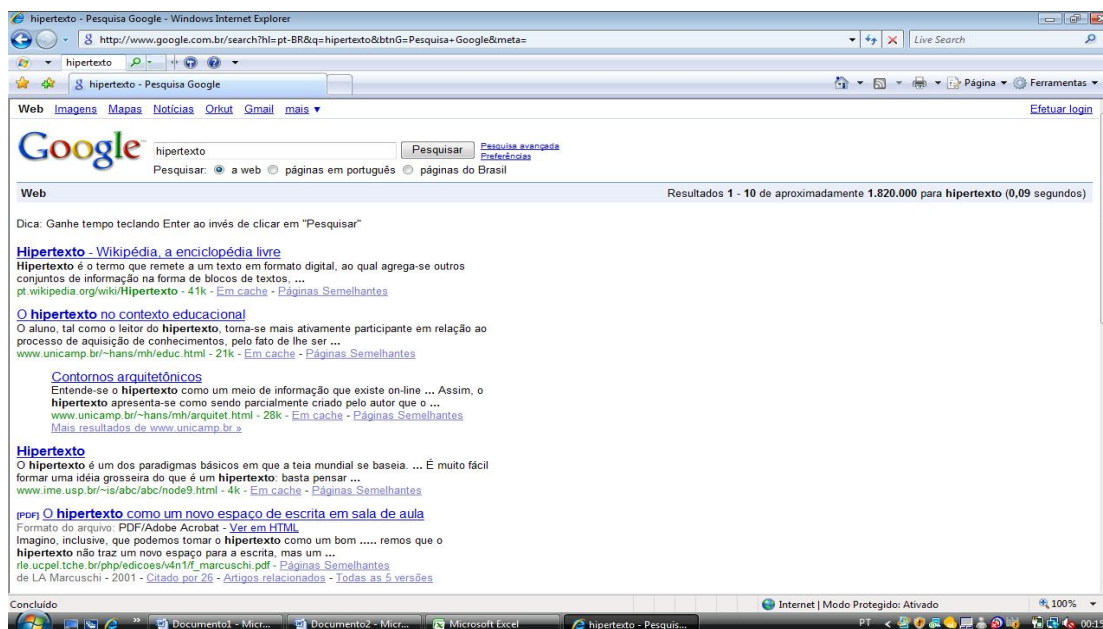 hipertexto - Pesquisa Google - Windows Internet Explorer
http://www.google.com.br/search?hl=pt-BR&q=hipertexto&btnG=Pesquisa+Google&meta=
Live Search
hipertexto
hipertexto - Pesquisa Google
Página
Ferramentas
Web Imagens Mapas Notícias Orkut Gmail mais ▼
Efetuar login
Google
hipertexto
Pesquisar
Pesquisa avançada
Preferências
Pesquisar: a web páginas em português páginas do Brasil
Web
Resultados 1 - 10 de aproximadamente 1.820.000 para hipertexto (0,09 segundos)
Dica: Ganhe tempo teclando Enter ao invés de clicar em "Pesquisar"
Hipertexto - Wikipédia, a enciclopédia livre
Hipertexto é o termo que remete a um texto em formato digital, ao qual agrega-se outros
conjuntos de informação na forma de blocos de textos, ...
pt.wikipedia.org/wiki/Hipertexto - 41k - Em cache - Páginas Semelhantes
O hipertexto no contexto educacional
O aluno, tal como o leitor do hipertexto, torna-se mais ativamente participante em relação ao
processo de aquisição de conhecimentos, pelo fato de lhe ser ...
www.unicamp.br/~hans/mh/educ.html - 21k - Em cache - Páginas Semelhantes
Contornos arquitetônicos
Entende-se o hipertexto como um meio de informação que existe on-line ... Assim, o
hipertexto apresenta-se como sendo parcialmente criado pelo autor que o ...
www.unicamp.br/~hans/mh/arquitet.html - 28k - Em cache - Páginas Semelhantes
Mais resultados de www.unicamp.br »
Hipertexto
O hipertexto é um dos paradigmas básicos em que a teia mundial se baseia. ... É muito fácil
formar uma idéia grosseira do que é um hipertexto: basta pensar ...
www.ime.usp.br/~is/abc/abc/node9.html - 4k - Em cache - Páginas Semelhantes
[PDF] O hipertexto como um novo espaço de escrita em sala de aula
Formato do arquivo: PDF/Adobe Acrobat - Ver em HTML
Imagino, inclusive, que podemos tomar o hipertexto como um bom ..... remos que o
hipertexto não traz um novo espaço para a escrita, mas um ...
rle.ucpel.tche.br/php/edicoes/v4n1/f_marcuschi.pdf - Páginas Semelhantes
de LA Marcuschi - 2001 - Citado por 26 - Artigos relacionados - Todas as 5 versões
Concluído
Internet | Modo Protegido: Ativado
100%
Documento1 - Micr...
Documento2 - Micr...
Microsoft Excel
hipertexto - Pesquis...
PT
00:15